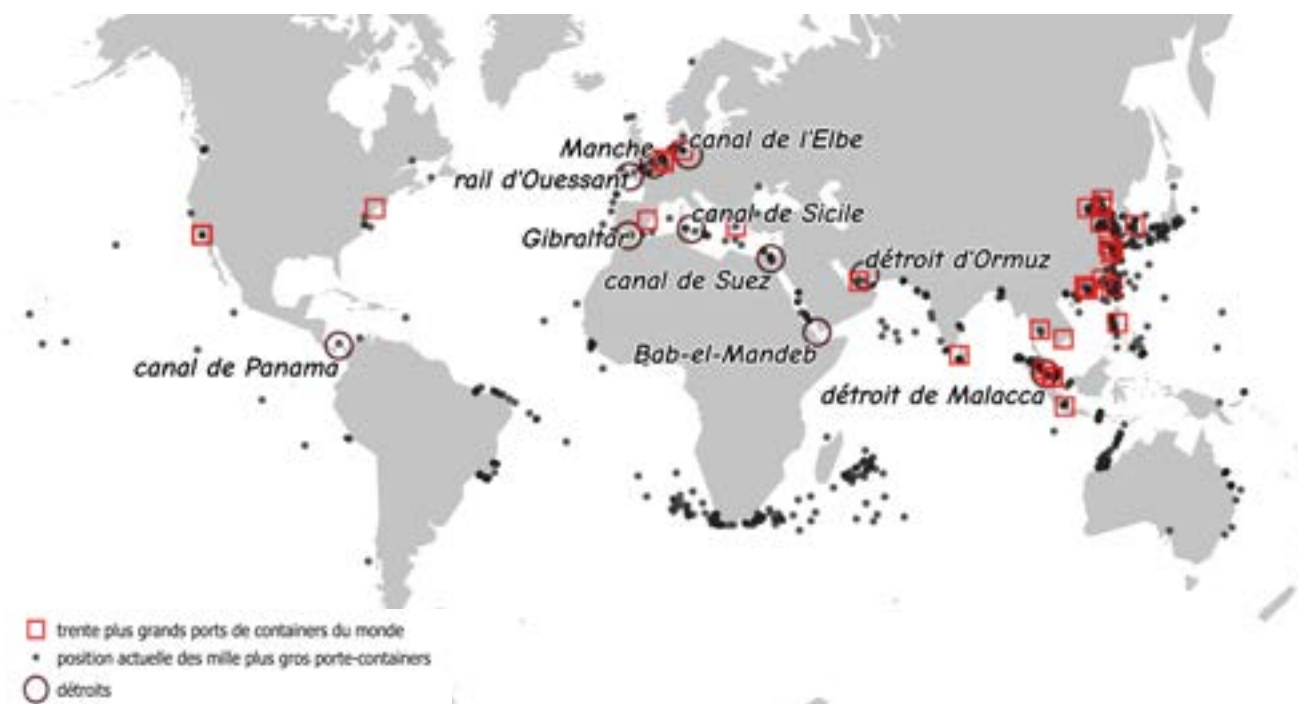 Manche
canal de l'Elbe
rail d'Ouessant
canal de Sicile
Gibraltar
canal de Suez
détroit d'Ormuz
canal de Panama
Bab-el-Mandeb
détroit de Malacca
trente plus grands ports de containers du monde
position actuelle des mille plus gros porte-containers
détroits